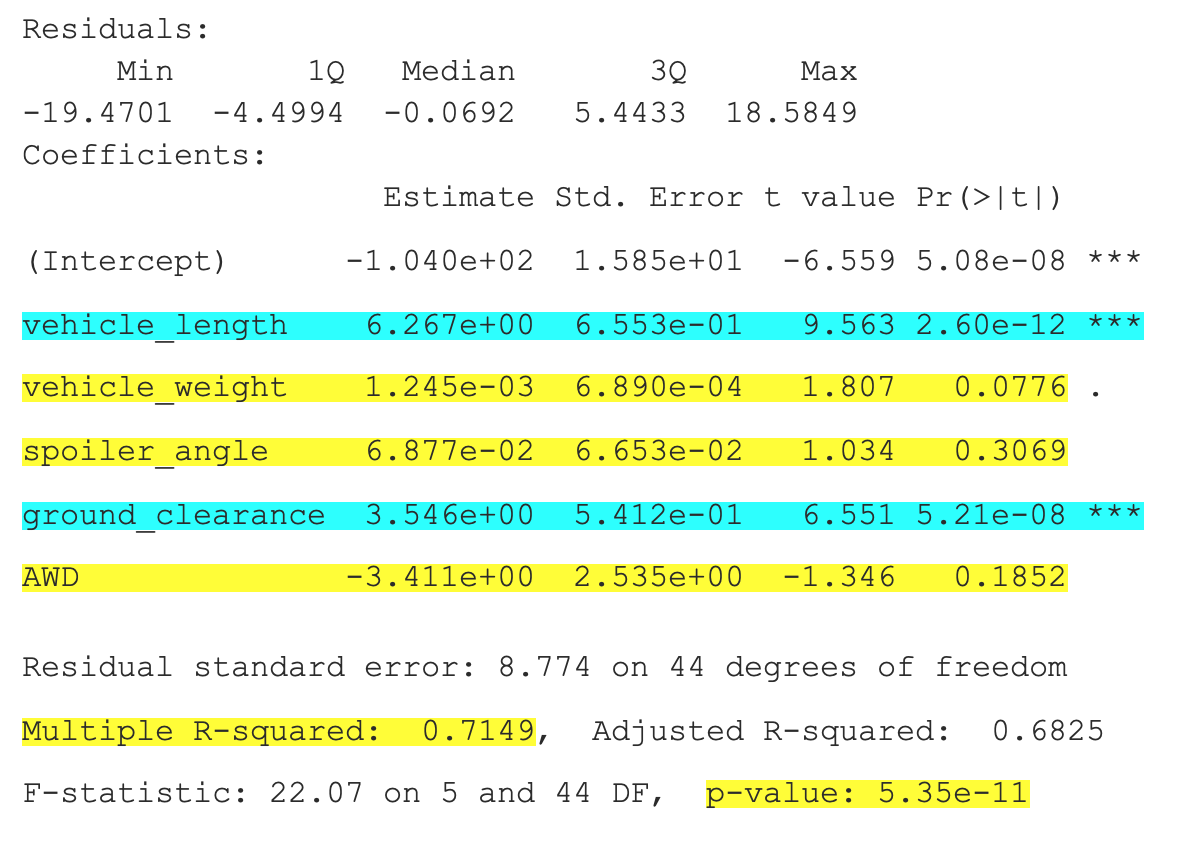 Residuals:
     Min       1Q   Median       3Q      Max
-19.4701  -4.4994  -0.0692   5.4433  18.5849
Coefficients:
                   Estimate Std. Error t value Pr(>|t|)
(Intercept)      -1.040e+02  1.585e+01  -6.559 5.08e-08 ***
vehicle_length    6.267e+00  6.553e-01   9.563 2.60e-12 ***
vehicle_weight    1.245e-03  6.890e-04   1.807   0.0776 .
spoiler_angle     6.877e-02  6.653e-02   1.034   0.3069
ground_clearance  3.546e+00  5.412e-01   6.551 5.21e-08 ***
AWD              -3.411e+00  2.535e+00  -1.346   0.1852
Residual standard error: 8.774 on 44 degrees of freedom
Multiple R-squared:  0.7149,  Adjusted R-squared:  0.6825
F-statistic: 22.07 on 5 and 44 DF,  p-value: 5.35e-11